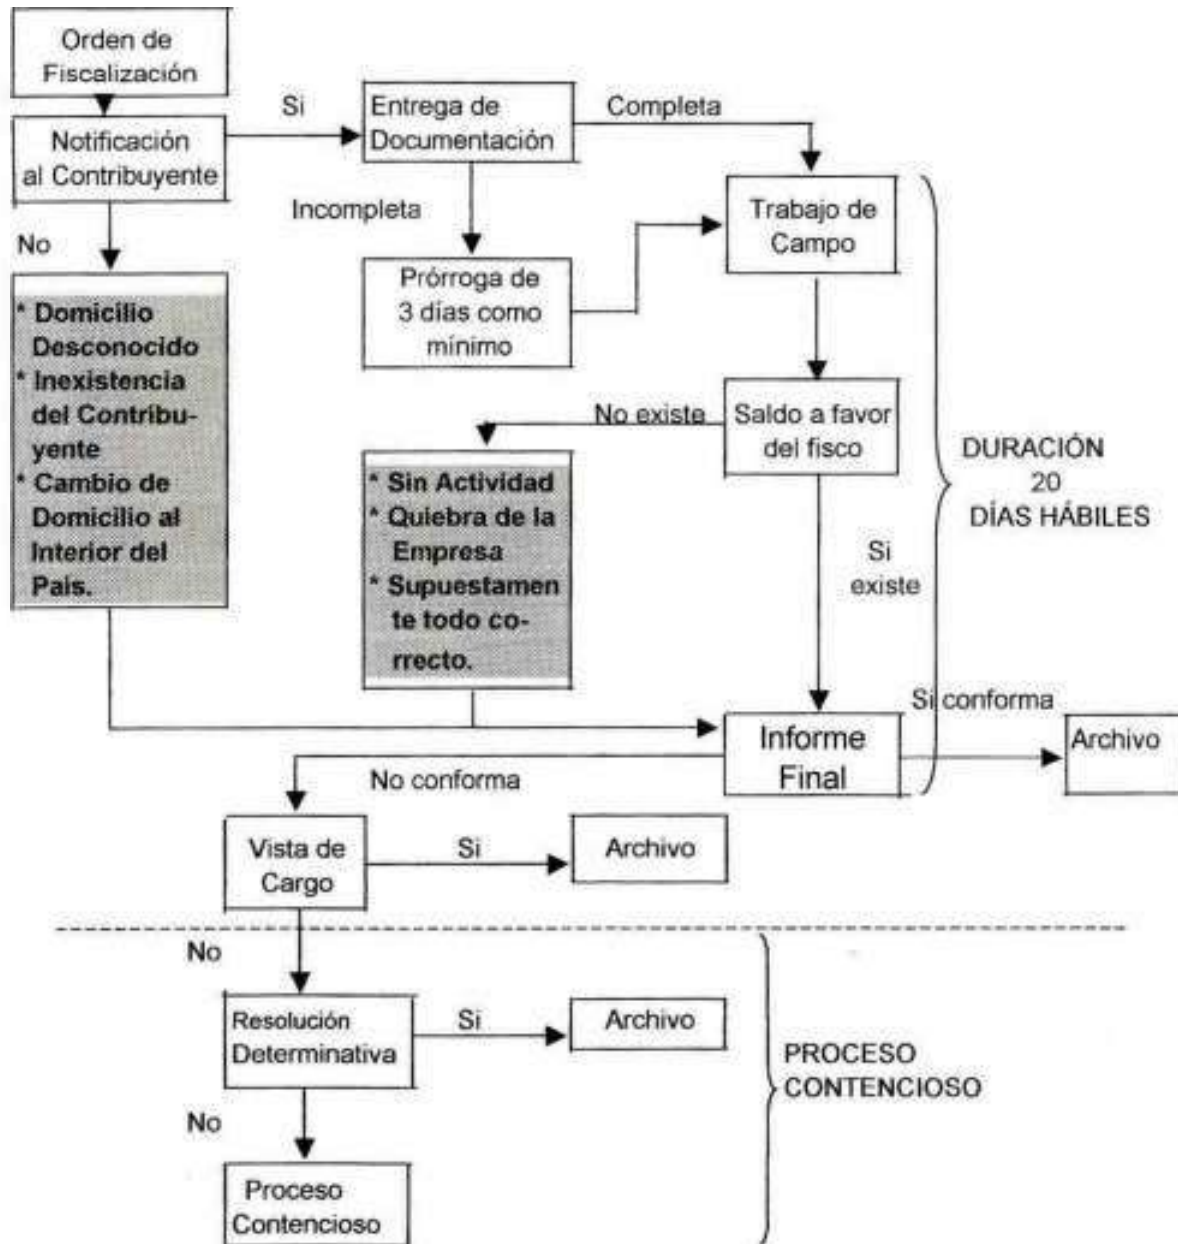 Orden de
Fiscalización
Notificación
al Contribuyente
Si
Entrega de
Documentación
Completa
Incompleta
No
Trabajo de
Campo
Prórroga de
3 días como
mínimo
* Domicilio
Desconocido
* Inexistencia
del Contribu-
yente
* Cambio de
Domicilio al
Interior del
Pais.
No existe
Saldo a favor
del fisco
* Sin Actividad
* Quiebra de la
Empresa
* Supuestamen
te todo co-
rrecto.
DURACIÓN
20
DÍAS HÁBILES
Si
existe
Informe
Final
Si conforma
Archivo
No conforma
Vista de
Cargo
Si
Archivo
No
Resolución
Determinativa
Si
Archivo
PROCESO
CONTENCIOSO
No
Proceso
Contencioso